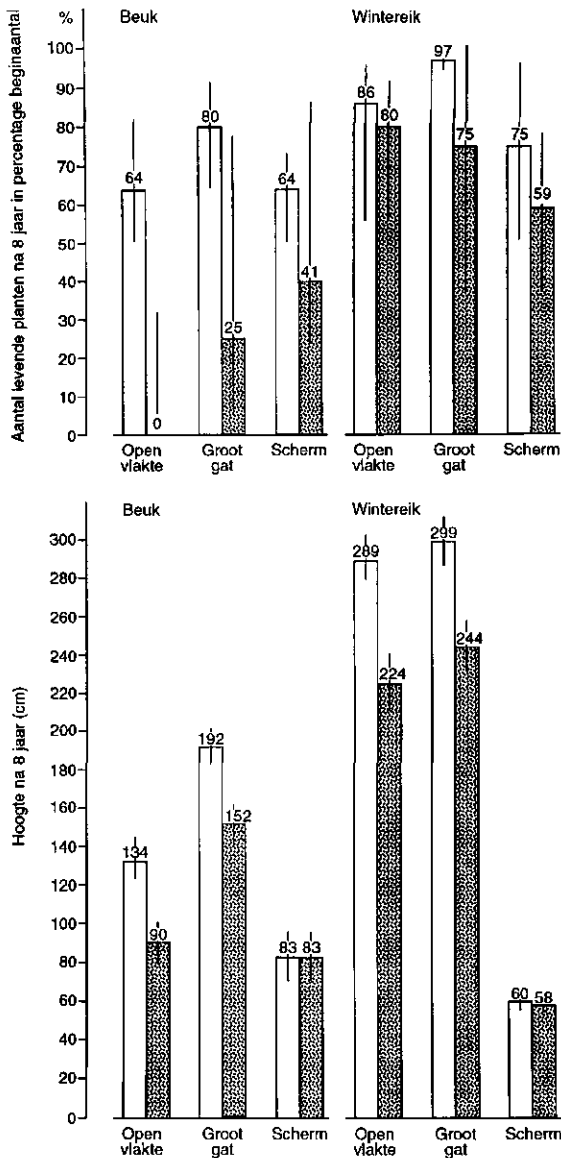 %
Beuk
Wintereik
Aantal levende planten na 8 jaar in percentage beginaantal
100
90
80
70
60
50
40
30
20
10
0
64
0
80
25
64
41
86
80
97
75
75
59
Open vlakte
Groot gat
Scherm
Open vlakte
Groot gat
Scherm
Beuk
Wintereik
Hoogte na 8 jaar (cm)
300
280
260
240
220
200
180
160
140
120
100
80
60
40
20
0
134
90
192
152
83
83
289
224
299
244
60
58
Open vlakte
Groot gat
Scherm
Open vlakte
Groot gat
Scherm